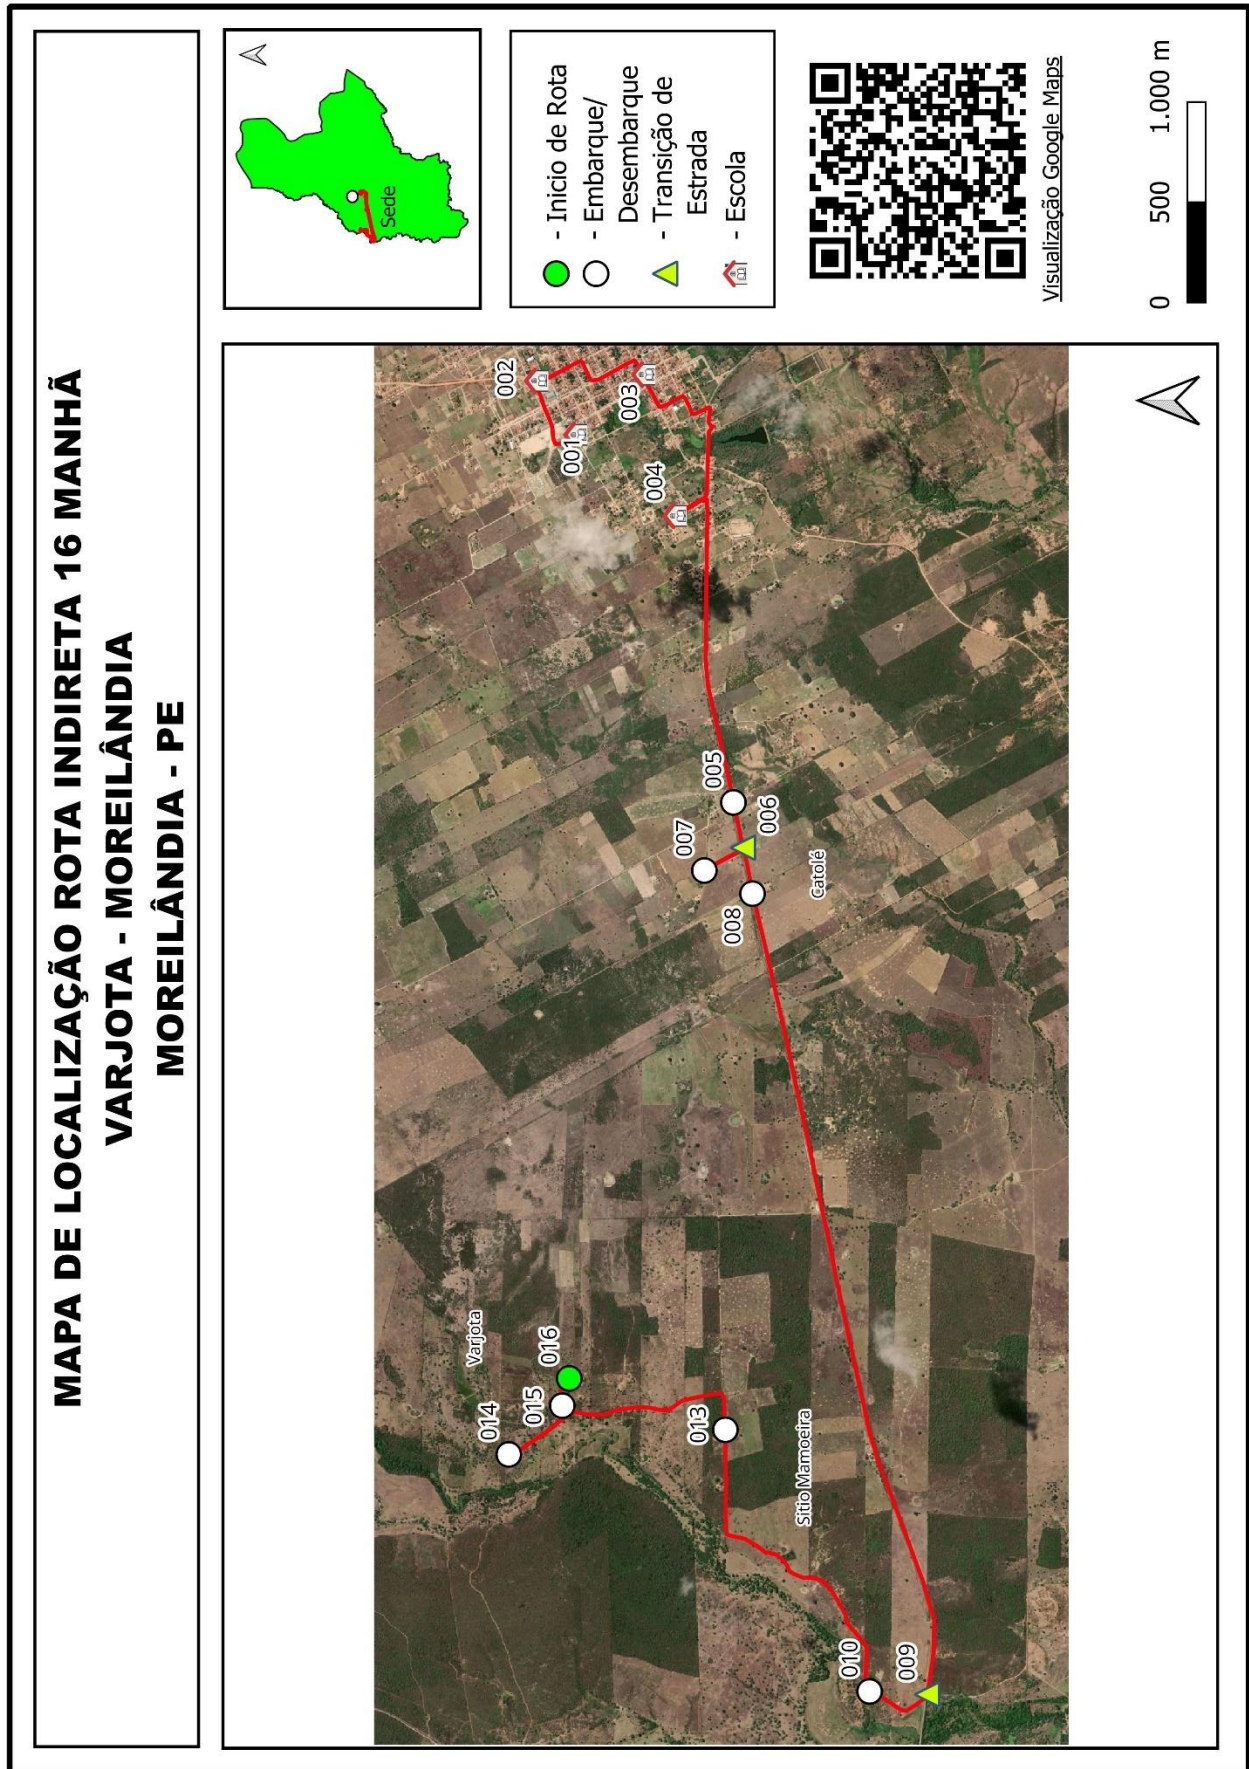 MAPA DE LOCALIZAÇÃO ROTA INDIRETA 16 MANHÃ
VARJOTA - MOREILÂNDIA
MOREILÂNDIA - PE
Sede
- Inicio de Rota
- Embarque/
Desembarque
- Transição de
Estrada
- Escola
Visualização Google Maps
0 500 1.000 m
002
001
003
004
005
006
007
008
Catolé
Varjota
016
015
014
013
Sitio Mamoeira
010
009